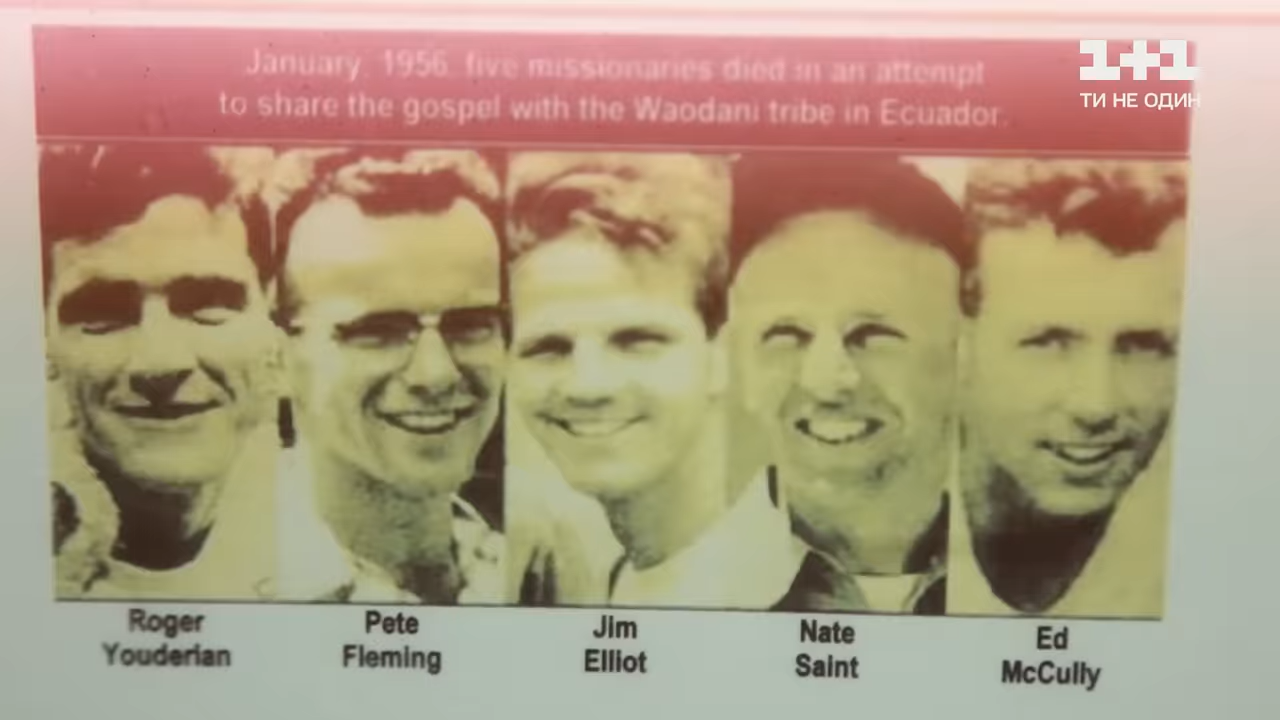 January, 1956 five missionaries died in an attempt
to share the gospel with the Waodani tribe in Ecuador.
1+1
ТИ НЕ ОДИН
Roger
Youderian
Pete
Fleming
Jim
Elliot
Nate
Saint
Ed
McCully